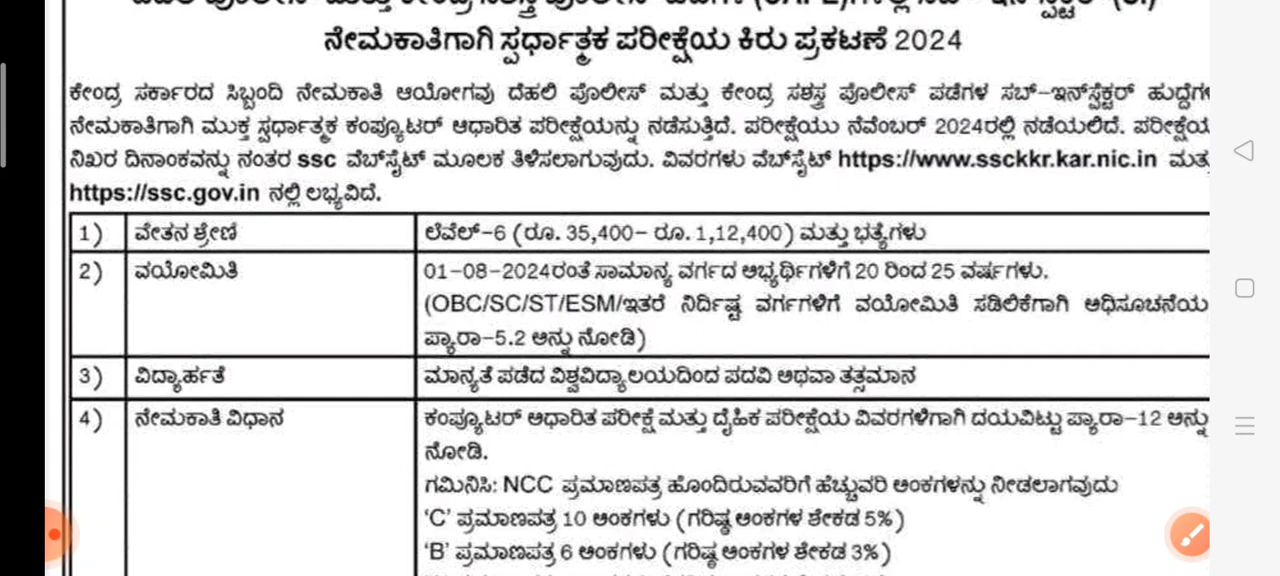 ನೇಮಕಾತಿಗಾಗಿ ಸ್ಪರ್ಧಾತ್ಮಕ ಪರೀಕ್ಷೆಯ ಕಿರು ಪ್ರಕಟಣೆ 2024
ಕೇಂದ್ರ ಸರ್ಕಾರದ ಸಿಬ್ಬಂದಿ ನೇಮಕಾತಿ ಆಯೋಗವು ದೆಹಲಿ ಪೊಲೀಸ್ ಮತ್ತು ಕೇಂದ್ರ ಸಶಸ್ತ್ರ ಪೊಲೀಸ್ ಪಡೆಗಳ ಸಬ್-ಇನ್‌ಸ್ಪೆಕ್ಟರ್
ನೇಮಕಾತಿಗಾಗಿ ಮುಕ್ತ ಸ್ಪರ್ಧಾತ್ಮಕ ಕಂಪ್ಯೂಟರ್ ಆಧಾರಿತ ಪರೀಕ್ಷೆಯನ್ನು ನಡೆಸುತ್ತಿದೆ. ಪರೀಕ್ಷೆಯು ನವೆಂಬರ್ 2024ರಲ್ಲಿ ನಡೆಯಲಿದೆ. ಪರೀಕ್ಷೆಯ
ನಿಖರ ದಿನಾಂಕವನ್ನು ನಂತರ ssc ವೆಬ್‌ಸೈಟ್ ಮೂಲಕ ತಿಳಿಸಲಾಗುವುದು. ವಿವರಗಳು ವೆಬ್‌ಸೈಟ್ https://www.ssckkr.kar.nic.in
https://ssc.gov.in ನಲ್ಲಿ ಲಭ್ಯವಿದೆ.
1) ವೇತನ ಶ್ರೇಣಿ ಲೆವೆಲ್-6 (ರೂ. 35,400- ರೂ. 1,12,400) ಮತ್ತು ಭತ್ಯೆಗಳು
2) ವಯೋಮಿತಿ 01-08-2024ರಂತೆ ಸಾಮಾನ್ಯ ವರ್ಗದ ಅಭ್ಯರ್ಥಿಗಳಿಗೆ 20 ರಿಂದ 25 ವರ್ಷಗಳು.
(OBC/SC/ST/ESM/ಇತರೆ ನಿರ್ದಿಷ್ಟ ವರ್ಗಗಳಿಗೆ ವಯೋಮಿತಿ ಸಡಿಲಿಕೆಗಾಗಿ ಅಧಿಸೂಚನೆಯ
ಪ್ಯಾರಾ-5.2 ಅನ್ನು ನೋಡಿ)
3) ವಿದ್ಯಾರ್ಹತೆ ಮಾನ್ಯತೆ ಪಡೆದ ವಿಶ್ವವಿದ್ಯಾಲಯದಿಂದ ಪದವಿ ಅಥವಾ ತತ್ಸಮಾನ
4) ನೇಮಕಾತಿ ವಿಧಾನ ಕಂಪ್ಯೂಟರ್ ಆಧಾರಿತ ಪರೀಕ್ಷೆ ಮತ್ತು ದೈಹಿಕ ಪರೀಕ್ಷೆಯ ವಿವರಗಳಿಗಾಗಿ ದಯವಿಟ್ಟು ಪ್ಯಾರಾ-12 ಅನ್ನು
ನೋಡಿ.
ಗಮಿನಿಸಿ: NCC ಪ್ರಮಾಣಪತ್ರ ಹೊಂದಿರುವವರಿಗೆ ಹೆಚ್ಚುವರಿ ಅಂಕಗಳನ್ನು ನೀಡಲಾಗವುದು
'C' ಪ್ರಮಾಣಪತ್ರ 10 ಅಂಕಗಳು (ಗರಿಷ್ಠ ಅಂಕಗಳ ಶೇಕಡ 5%)
'B' ಪ್ರಮಾಣಪತ್ರ 6 ಅಂಕಗಳು (ಗರಿಷ್ಠ ಅಂಕಗಳ ಶೇಕಡ 3%)